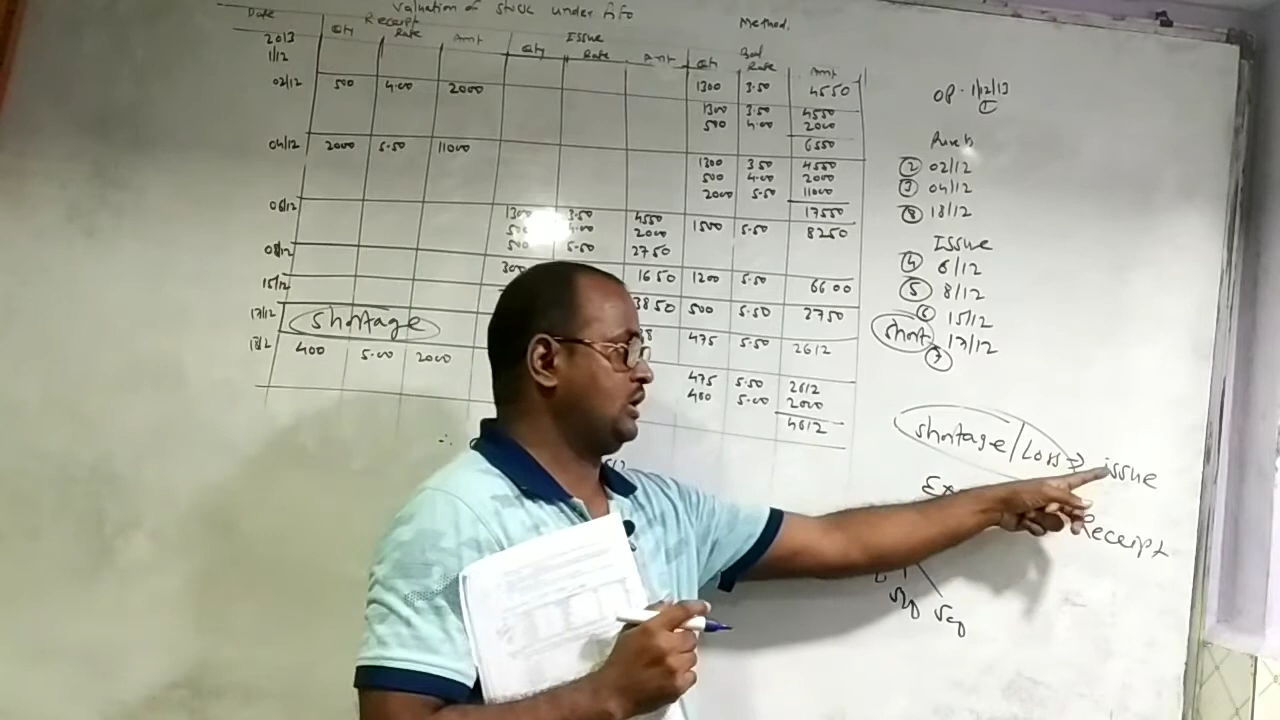 Valuation of stock under fifo Method.
Date Receipt Issue Bal
Qty Rate Amt Qty Rate Amt Qty Rate Amt
2013
1/12 1300 3.50 4550
02/12 500 4.00 2000 1300 3.50 4550
500 4.00 2000
6550
04/12 2000 5.50 11000 1300 3.50 4550
500 4.00 2000
2000 5.50 11000
17550
06/12 1300 3.50 4550 1500 5.50 8250
500 4.00 2000
500 5.50 2750
08/12 300 1650 1200 5.50 6600
15/12 3850 500 5.50 2750
17/12 shortage 8 475 5.50 2612
18/12 400 5.00 2000 475 5.50 2612
400 5.00 2000
4612
OP. 1/12/13
①
② 02/12
③ 04/12
⑧ 18/12
Issue
④ 6/12
⑤ 8/12
⑥ 15/12
short 17/12
⑦
shortage/Loss → issue
Ex
Receipt